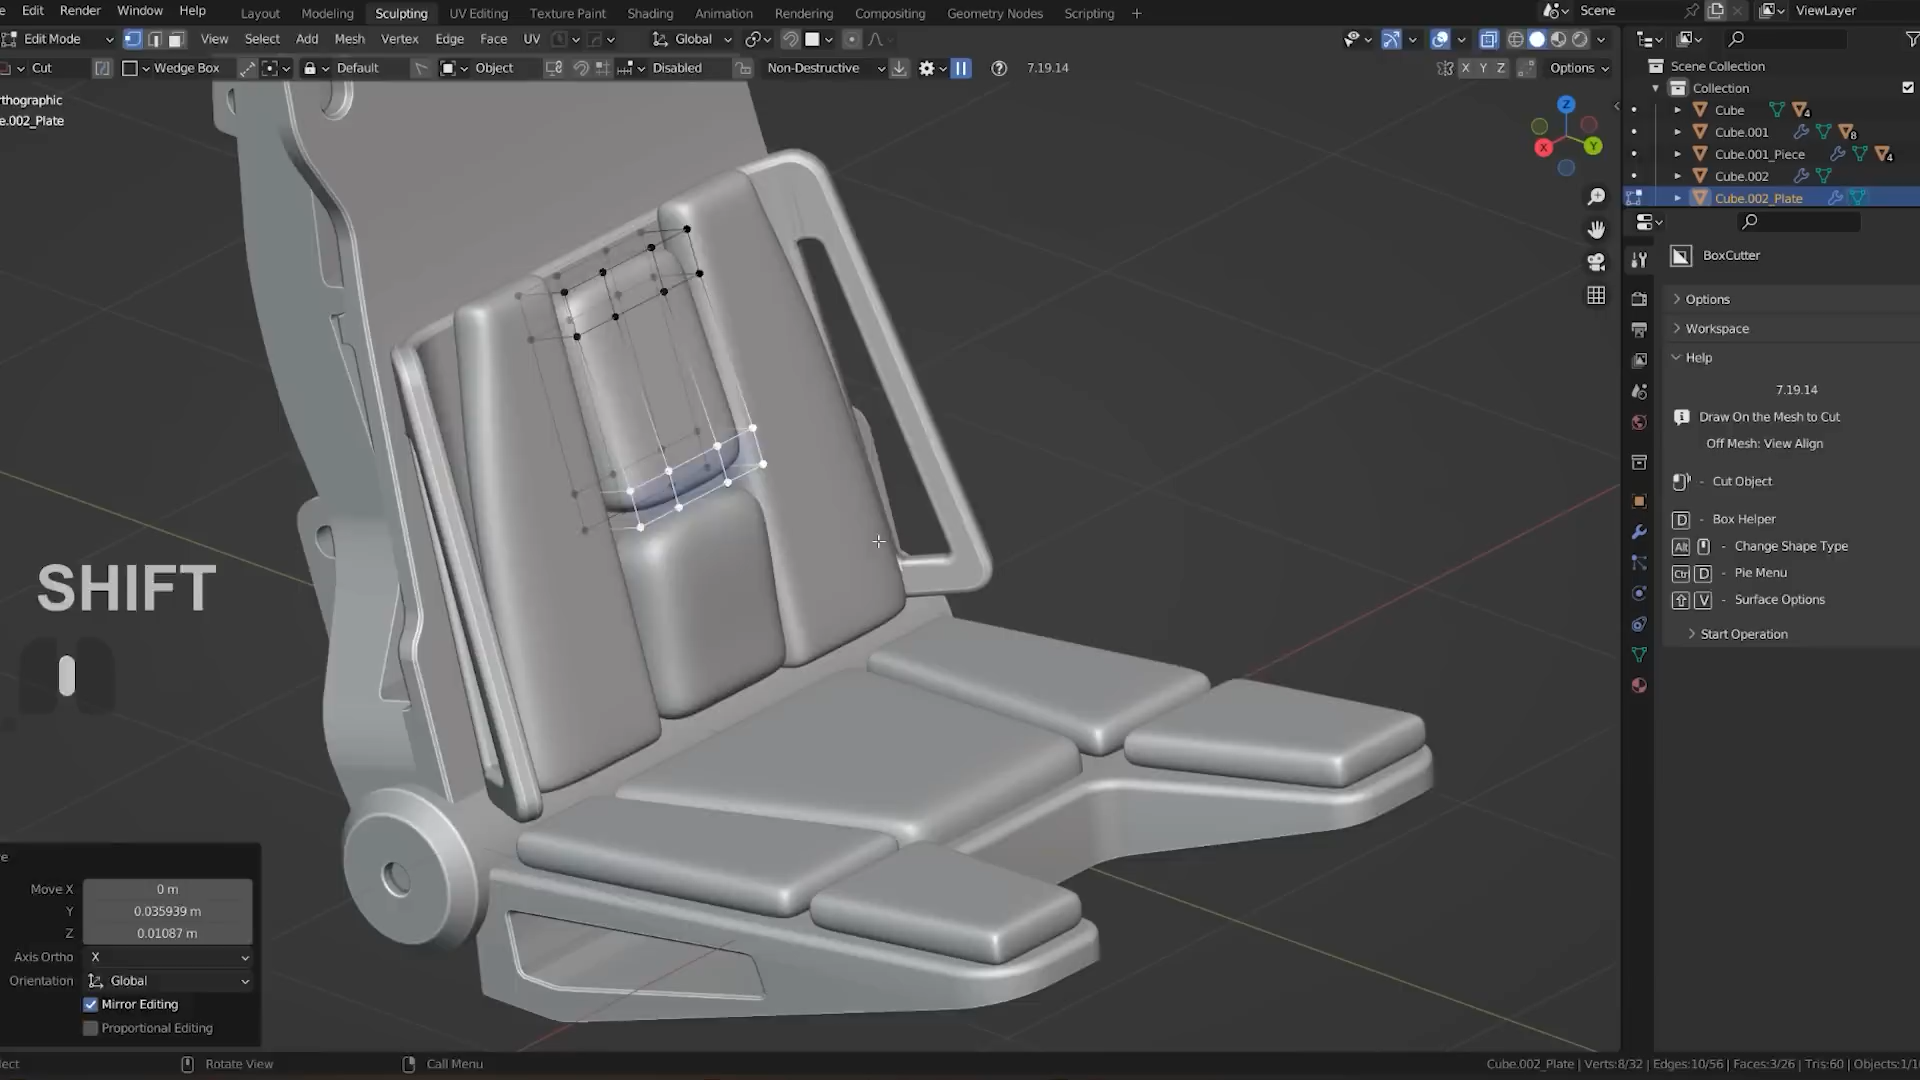 Edit Render Window Help Layout Modeling Sculpting UV Editing Texture Paint Shading Animation Rendering Compositing Geometry Nodes Scripting + Scene ViewLayer
Edit Mode View Select Add Mesh Vertex Edge Face UV Global
Cut Wedge Box Default Object Disabled Non-Destructive 7.19.14 X Y Z Options
thographic
e.002_Plate
Z
Y
X
Scene Collection
Collection
Cube 4
Cube.001 8
Cube.001_Piece 4
Cube.002
Cube.002_Plate
BoxCutter
Options
Workspace
Help
7.19.14
Draw On the Mesh to Cut
Off Mesh: View Align
- Cut Object
D - Box Helper
Alt - Change Shape Type
Ctrl D - Pie Menu
V - Surface Options
Start Operation
SHIFT
e
Move X 0 m
Y 0.035939 m
Z 0.01087 m
Axis Ortho X
Orientation Global
Mirror Editing
Proportional Editing
lect Rotate View Call Menu Cube.002_Plate | Verts:8/32 | Edges:10/56 | Faces:3/26 | Tris:60 | Objects:1/1